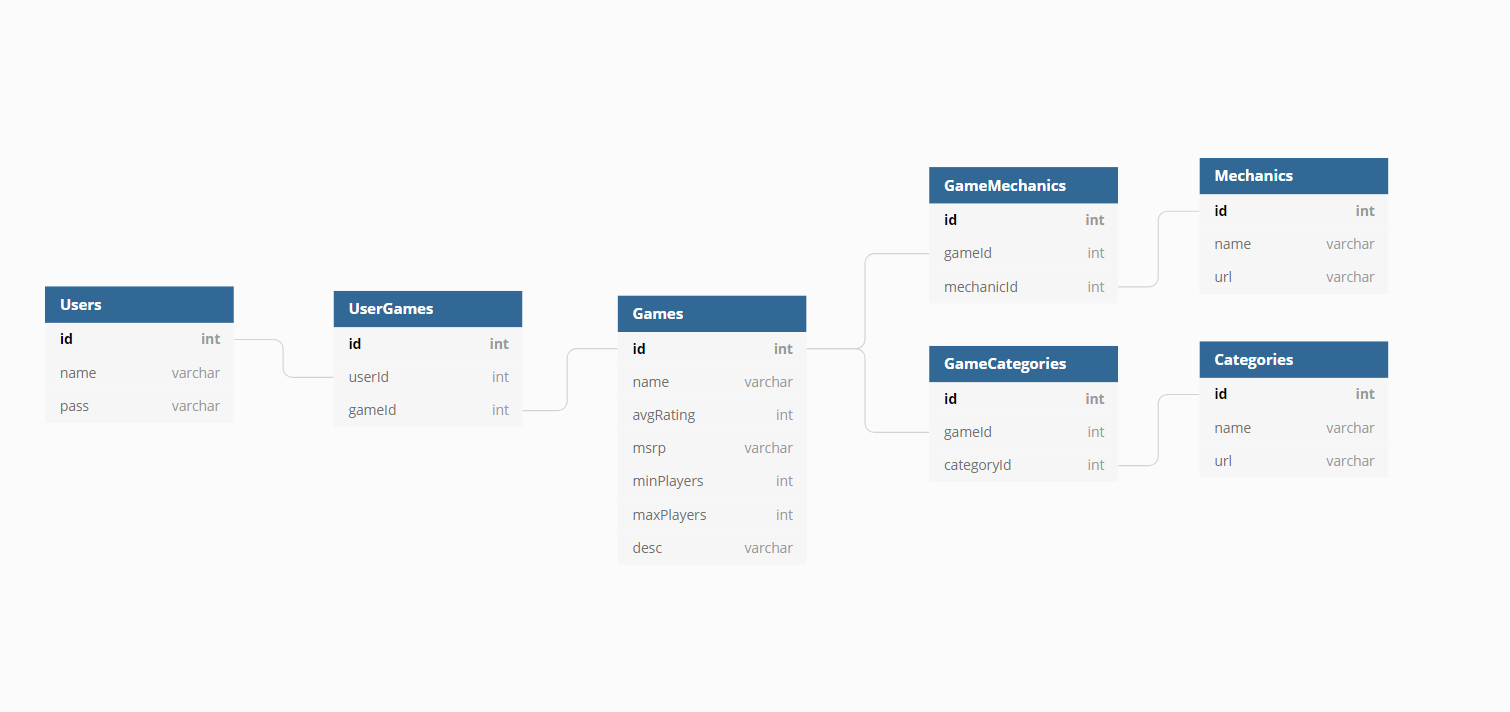 Users
id int
name varchar
pass varchar
UserGames
id int
userId int
gameId int
Games
id int
name varchar
avgRating int
msrp varchar
minPlayers int
maxPlayers int
desc varchar
GameMechanics
id int
gameId int
mechanicId int
Mechanics
id int
name varchar
url varchar
GameCategories
id int
gameId int
categoryId int
Categories
id int
name varchar
url varchar